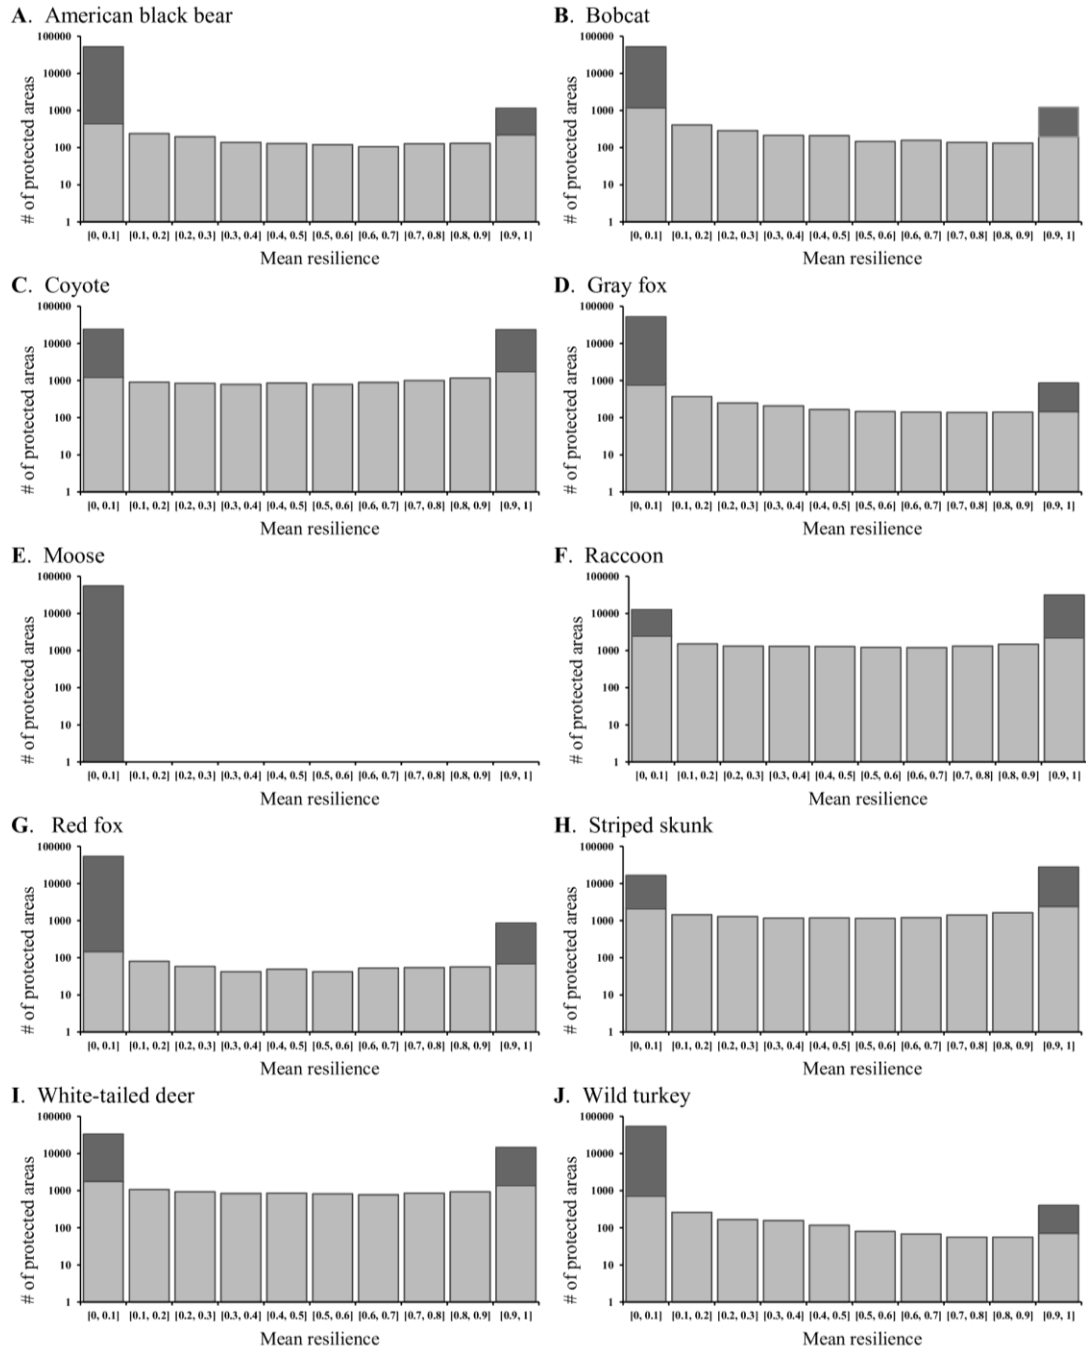 A. American black bear
100000
10000
1000
100
10
1
# of protected areas
[0, 0.1] [0.1, 0.2] [0.2, 0.3] [0.3, 0.4] [0.4, 0.5] [0.5, 0.6] [0.6, 0.7] [0.7, 0.8] [0.8, 0.9] [0.9, 1]
Mean resilience
B. Bobcat
100000
10000
1000
100
10
1
# of protected areas
[0, 0.1] [0.1, 0.2] [0.2, 0.3] [0.3, 0.4] [0.4, 0.5] [0.5, 0.6] [0.6, 0.7] [0.7, 0.8] [0.8, 0.9] [0.9, 1]
Mean resilience
C. Coyote
100000
10000
1000
100
10
1
# of protected areas
[0, 0.1] [0.1, 0.2] [0.2, 0.3] [0.3, 0.4] [0.4, 0.5] [0.5, 0.6] [0.6, 0.7] [0.7, 0.8] [0.8, 0.9] [0.9, 1]
Mean resilience
D. Gray fox
100000
10000
1000
100
10
1
# of protected areas
[0, 0.1] [0.1, 0.2] [0.2, 0.3] [0.3, 0.4] [0.4, 0.5] [0.5, 0.6] [0.6, 0.7] [0.7, 0.8] [0.8, 0.9] [0.9, 1]
Mean resilience
E. Moose
100000
10000
1000
100
10
1
# of protected areas
[0, 0.1] [0.1, 0.2] [0.2, 0.3] [0.3, 0.4] [0.4, 0.5] [0.5, 0.6] [0.6, 0.7] [0.7, 0.8] [0.8, 0.9] [0.9, 1]
Mean resilience
F. Raccoon
100000
10000
1000
100
10
1
# of protected areas
[0, 0.1] [0.1, 0.2] [0.2, 0.3] [0.3, 0.4] [0.4, 0.5] [0.5, 0.6] [0.6, 0.7] [0.7, 0.8] [0.8, 0.9] [0.9, 1]
Mean resilience
G. Red fox
100000
10000
1000
100
10
1
# of protected areas
[0, 0.1] [0.1, 0.2] [0.2, 0.3] [0.3, 0.4] [0.4, 0.5] [0.5, 0.6] [0.6, 0.7] [0.7, 0.8] [0.8, 0.9] [0.9, 1]
Mean resilience
H. Striped skunk
100000
10000
1000
100
10
1
# of protected areas
[0, 0.1] [0.1, 0.2] [0.2, 0.3] [0.3, 0.4] [0.4, 0.5] [0.5, 0.6] [0.6, 0.7] [0.7, 0.8] [0.8, 0.9] [0.9, 1]
Mean resilience
I. White-tailed deer
100000
10000
1000
100
10
1
# of protected areas
[0, 0.1] [0.1, 0.2] [0.2, 0.3] [0.3, 0.4] [0.4, 0.5] [0.5, 0.6] [0.6, 0.7] [0.7, 0.8] [0.8, 0.9] [0.9, 1]
Mean resilience
J. Wild turkey
100000
10000
1000
100
10
1
# of protected areas
[0, 0.1] [0.1, 0.2] [0.2, 0.3] [0.3, 0.4] [0.4, 0.5] [0.5, 0.6] [0.6, 0.7] [0.7, 0.8] [0.8, 0.9] [0.9, 1]
Mean resilience